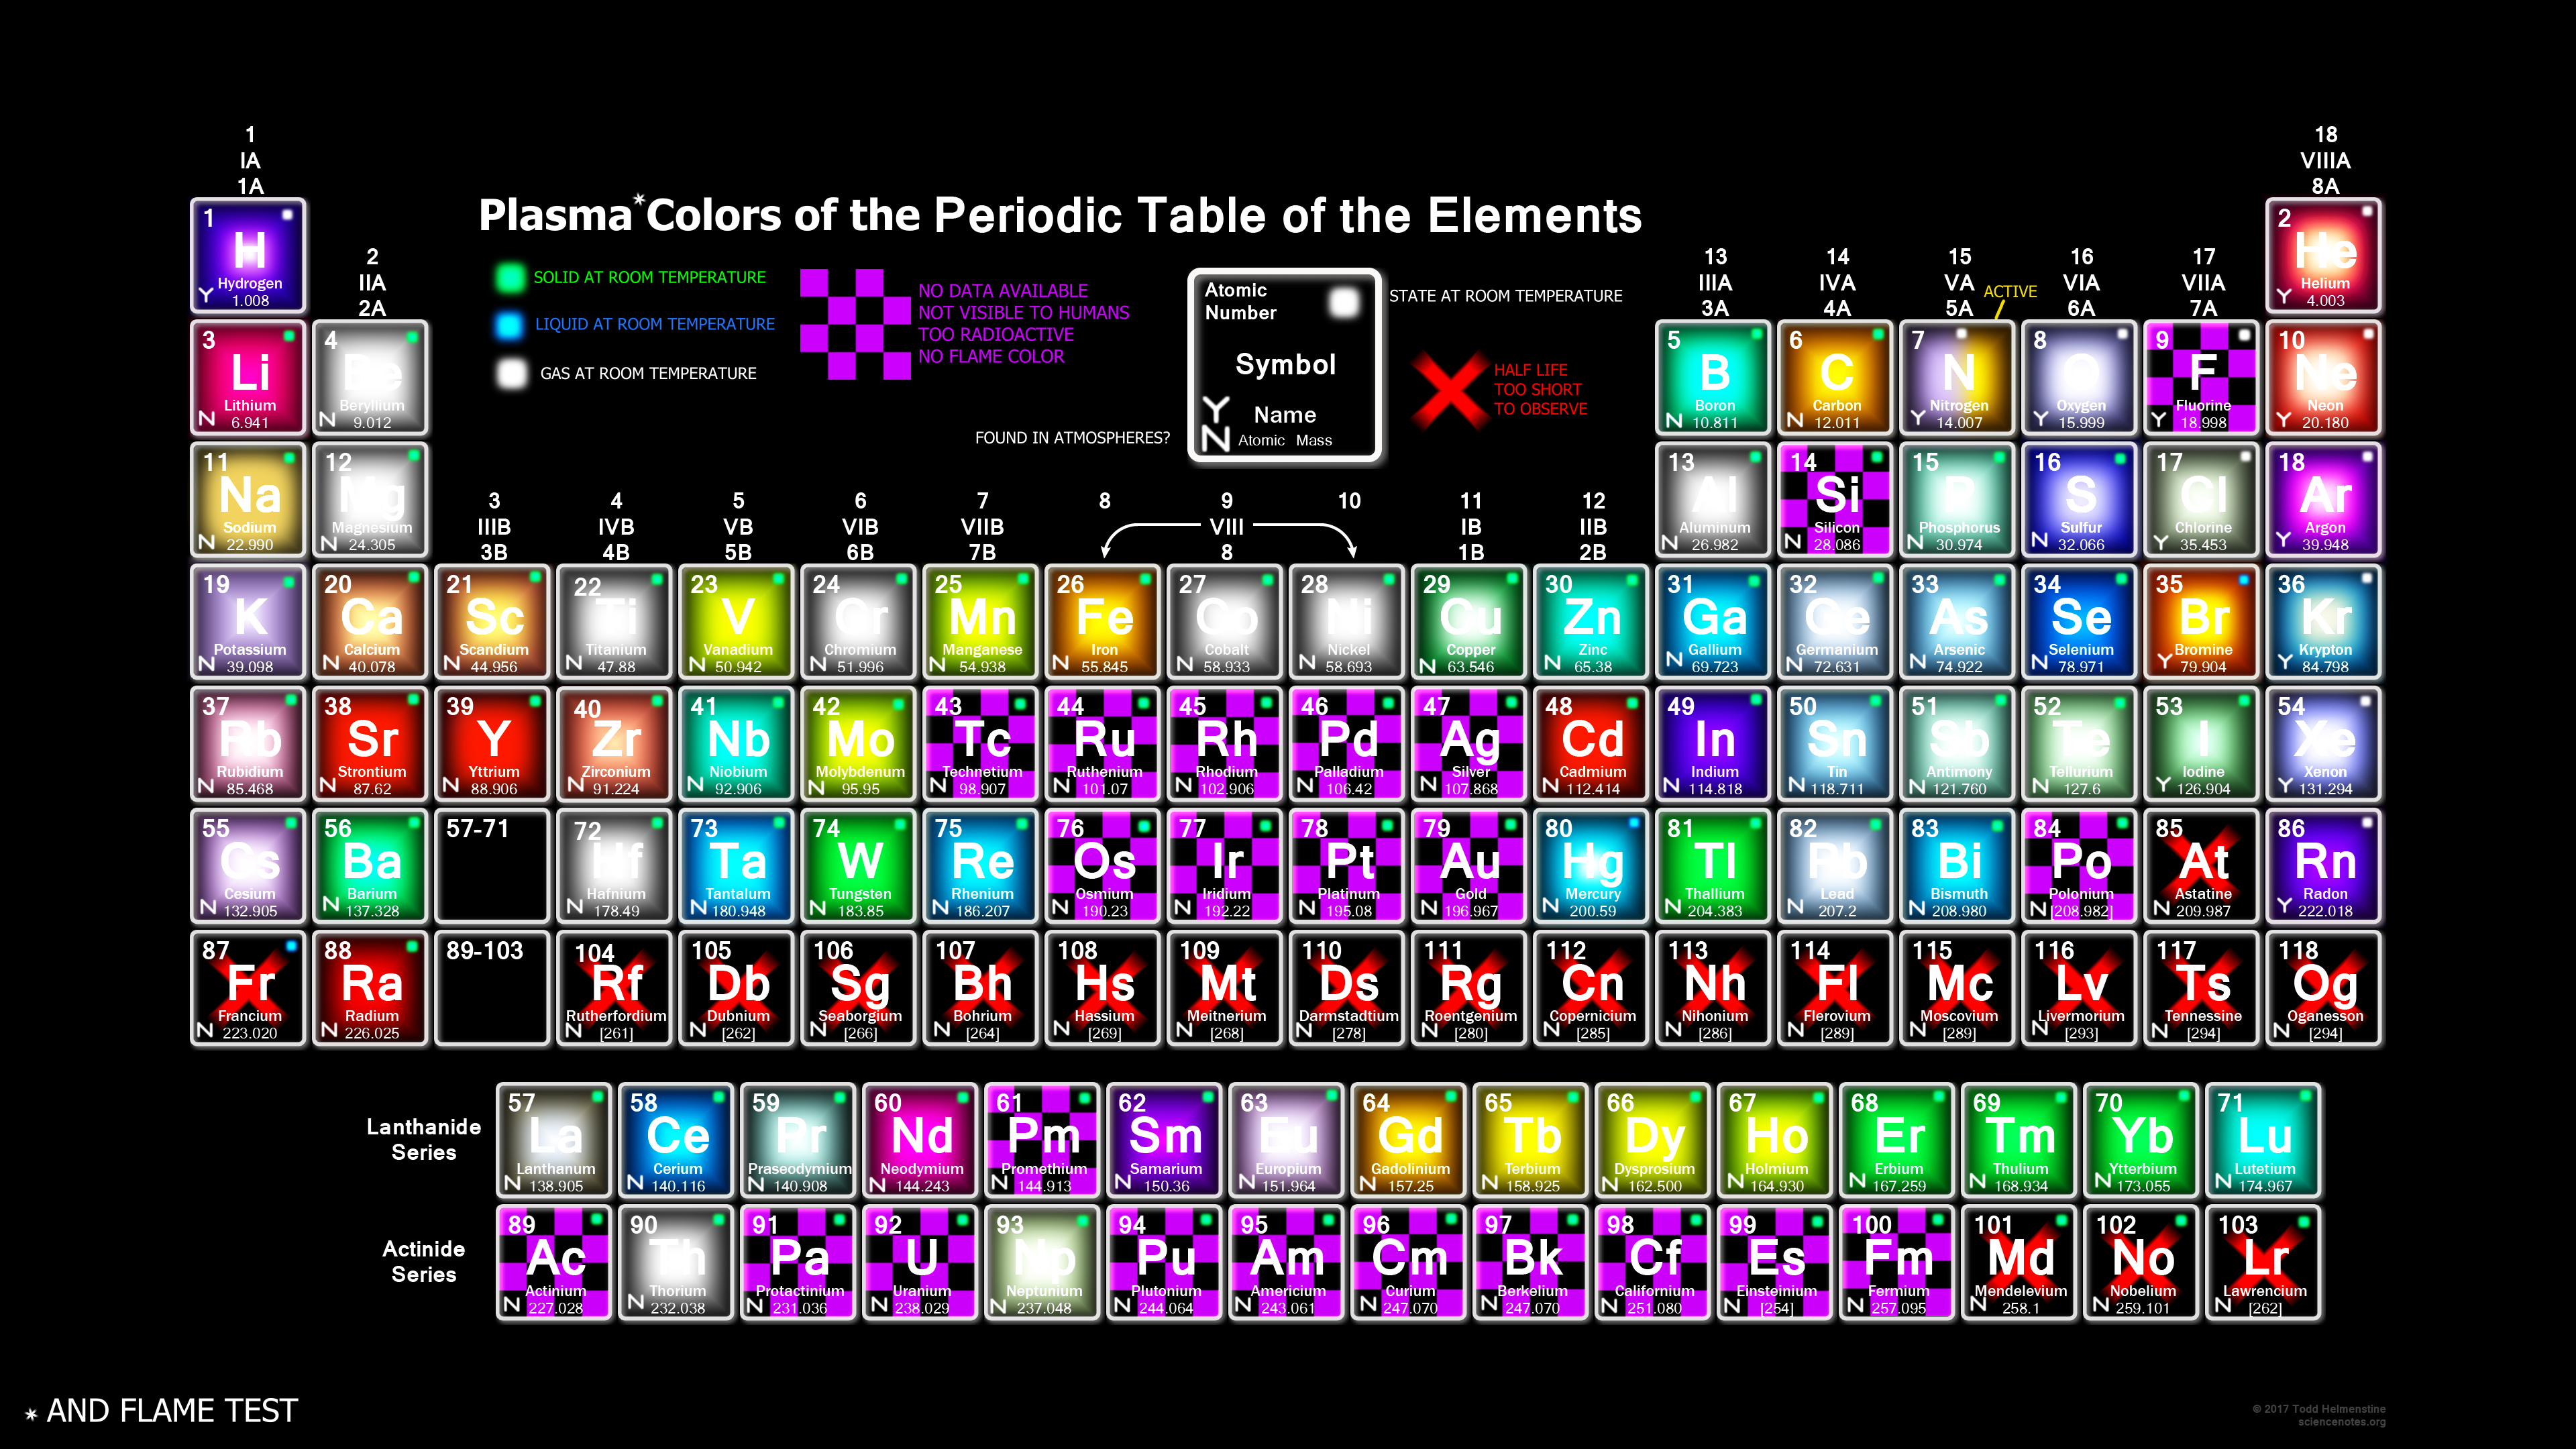 1
IA
1A
18
VIIIA
8A
Plasma*Colors of the Periodic Table of the Elements
2
IIA
2A
13
IIIA
3A
14
IVA
4A
15
VA
5A
ACTIVE
16
VIA
6A
17
VIIA
7A
SOLID AT ROOM TEMPERATURE
LIQUID AT ROOM TEMPERATURE
GAS AT ROOM TEMPERATURE
NO DATA AVAILABLE
NOT VISIBLE TO HUMANS
TOO RADIOACTIVE
NO FLAME COLOR
Atomic
Number
Symbol
Y Name
N Atomic Mass
STATE AT ROOM TEMPERATURE
FOUND IN ATMOSPHERES?
HALF LIFE
TOO SHORT
TO OBSERVE
3
IIIB
3B
4
IVB
4B
5
VB
5B
6
VIB
6B
7
VIIB
7B
8
9
10
VIII
8
11
IB
1B
12
IIB
2B
1
H
Hydrogen
Y 1.008
2
He
Helium
Y 4.003
3
Li
Lithium
N 6.941
4
Be
Beryllium
N 9.012
5
B
Boron
N 10.811
6
C
Carbon
N 12.011
7
N
Nitrogen
Y 14.007
8
O
Oxygen
Y 15.999
9
F
Fluorine
Y 18.998
10
Ne
Neon
Y 20.180
11
Na
Sodium
N 22.990
12
Mg
Magnesium
N 24.305
13
Al
Aluminum
N 26.982
14
Si
Silicon
N 28.086
15
P
Phosphorus
N 30.974
16
S
Sulfur
N 32.066
17
Cl
Chlorine
Y 35.453
18
Ar
Argon
Y 39.948
19
K
Potassium
N 39.098
20
Ca
Calcium
N 40.078
21
Sc
Scandium
N 44.956
22
Ti
Titanium
N 47.88
23
V
Vanadium
N 50.942
24
Cr
Chromium
N 51.996
25
Mn
Manganese
N 54.938
26
Fe
Iron
N 55.845
27
Co
Cobalt
N 58.933
28
Ni
Nickel
N 58.693
29
Cu
Copper
N 63.546
30
Zn
Zinc
N 65.38
31
Ga
Gallium
N 69.723
32
Ge
Germanium
N 72.631
33
As
Arsenic
N 74.922
34
Se
Selenium
N 78.971
35
Br
Bromine
Y 79.904
36
Kr
Krypton
Y 84.798
37
Rb
Rubidium
N 85.468
38
Sr
Strontium
N 87.62
39
Y
Yttrium
N 88.906
40
Zr
Zirconium
N 91.224
41
Nb
Niobium
N 92.906
42
Mo
Molybdenum
N 95.95
43
Tc
Technetium
N 98.907
44
Ru
Ruthenium
N 101.07
45
Rh
Rhodium
N 102.906
46
Pd
Palladium
N 106.42
47
Ag
Silver
N 107.868
48
Cd
Cadmium
N 112.414
49
In
Indium
N 114.818
50
Sn
Tin
N 118.711
51
Sb
Antimony
N 121.760
52
Te
Tellurium
N 127.6
53
I
Iodine
Y 126.904
54
Xe
Xenon
Y 131.294
55
Cs
Cesium
N 132.905
56
Ba
Barium
N 137.328
57-71
72
Hf
Hafnium
N 178.49
73
Ta
Tantalum
N 180.948
74
W
Tungsten
N 183.85
75
Re
Rhenium
N 186.207
76
Os
Osmium
N 190.23
77
Ir
Iridium
N 192.22
78
Pt
Platinum
N 195.08
79
Au
Gold
N 196.967
80
Hg
Mercury
N 200.59
81
Tl
Thallium
N 204.383
82
Pb
Lead
N 207.2
83
Bi
Bismuth
N 208.980
84
Po
Polonium
N [208.982]
85
At
Astatine
N 209.987
86
Rn
Radon
Y 222.018
87
Fr
Francium
N 223.020
88
Ra
Radium
N 226.025
89-103
104
Rf
Rutherfordium
N [261]
105
Db
Dubnium
N [262]
106
Sg
Seaborgium
N [266]
107
Bh
Bohrium
N [264]
108
Hs
Hassium
N [269]
109
Mt
Meitnerium
N [268]
110
Ds
Darmstadtium
N [278]
111
Rg
Roentgenium
N [280]
112
Cn
Copernicium
N [285]
113
Nh
Nihonium
N [286]
114
Fl
Flerovium
N [289]
115
Mc
Moscovium
N [289]
116
Lv
Livermorium
N [293]
117
Ts
Tennessine
N [294]
118
Og
Oganesson
N [294]
Lanthanide
Series
57
La
Lanthanum
N 138.905
58
Ce
Cerium
N 140.116
59
Pr
Praseodymium
N 140.908
60
Nd
Neodymium
N 144.243
61
Pm
Promethium
N 144.913
62
Sm
Samarium
N 150.36
63
Eu
Europium
N 151.964
64
Gd
Gadolinium
N 157.25
65
Tb
Terbium
N 158.925
66
Dy
Dysprosium
N 162.500
67
Ho
Holmium
N 164.930
68
Er
Erbium
N 167.259
69
Tm
Thulium
N 168.934
70
Yb
Ytterbium
N 173.055
71
Lu
Lutetium
N 174.967
Actinide
Series
89
Ac
Actinium
N 227.028
90
Th
Thorium
N 232.038
91
Pa
Protactinium
N 231.036
92
U
Uranium
N 238.029
93
Np
Neptunium
N 237.048
94
Pu
Plutonium
N 244.064
95
Am
Americium
N 243.061
96
Cm
Curium
N 247.070
97
Bk
Berkelium
N 247.070
98
Cf
Californium
N 251.080
99
Es
Einsteinium
N [254]
100
Fm
Fermium
N 257.095
101
Md
Mendelevium
N 258.1
102
No
Nobelium
N 259.101
103
Lr
Lawrencium
N [262]
* AND FLAME TEST
© 2017 Todd Helmenstine
sciencenotes.org